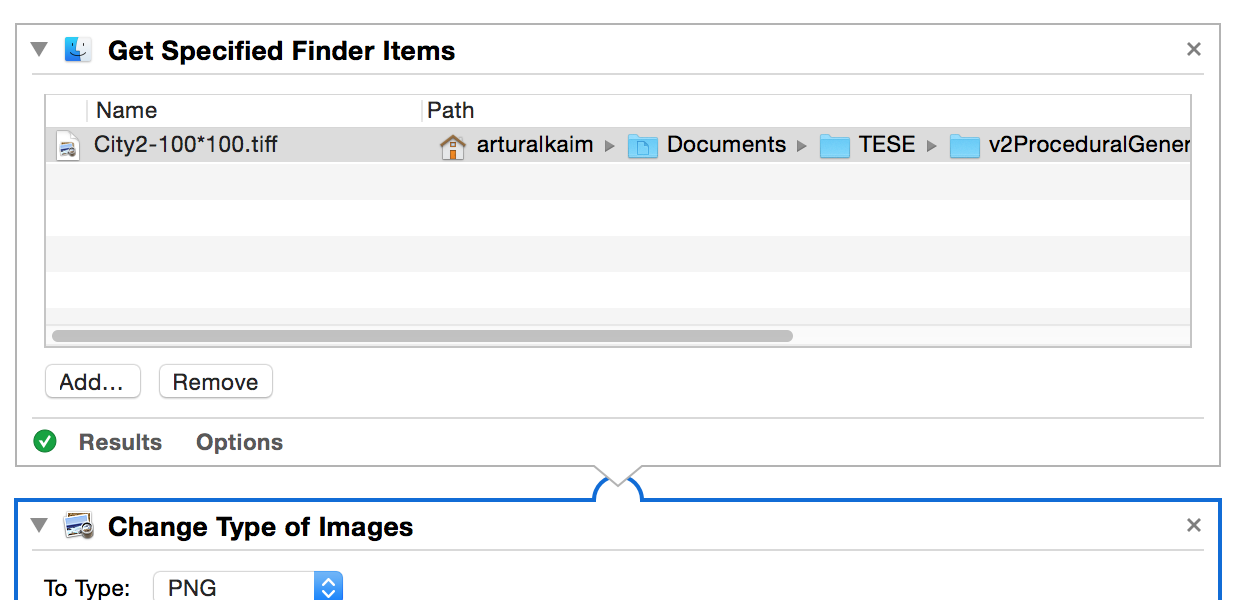 Get Specified Finder Items
Name Path
City2-100*100.tiff arturalkaim Documents TESE v2ProceduralGener
Add... Remove
Results Options
Change Type of Images
To Type: PNG